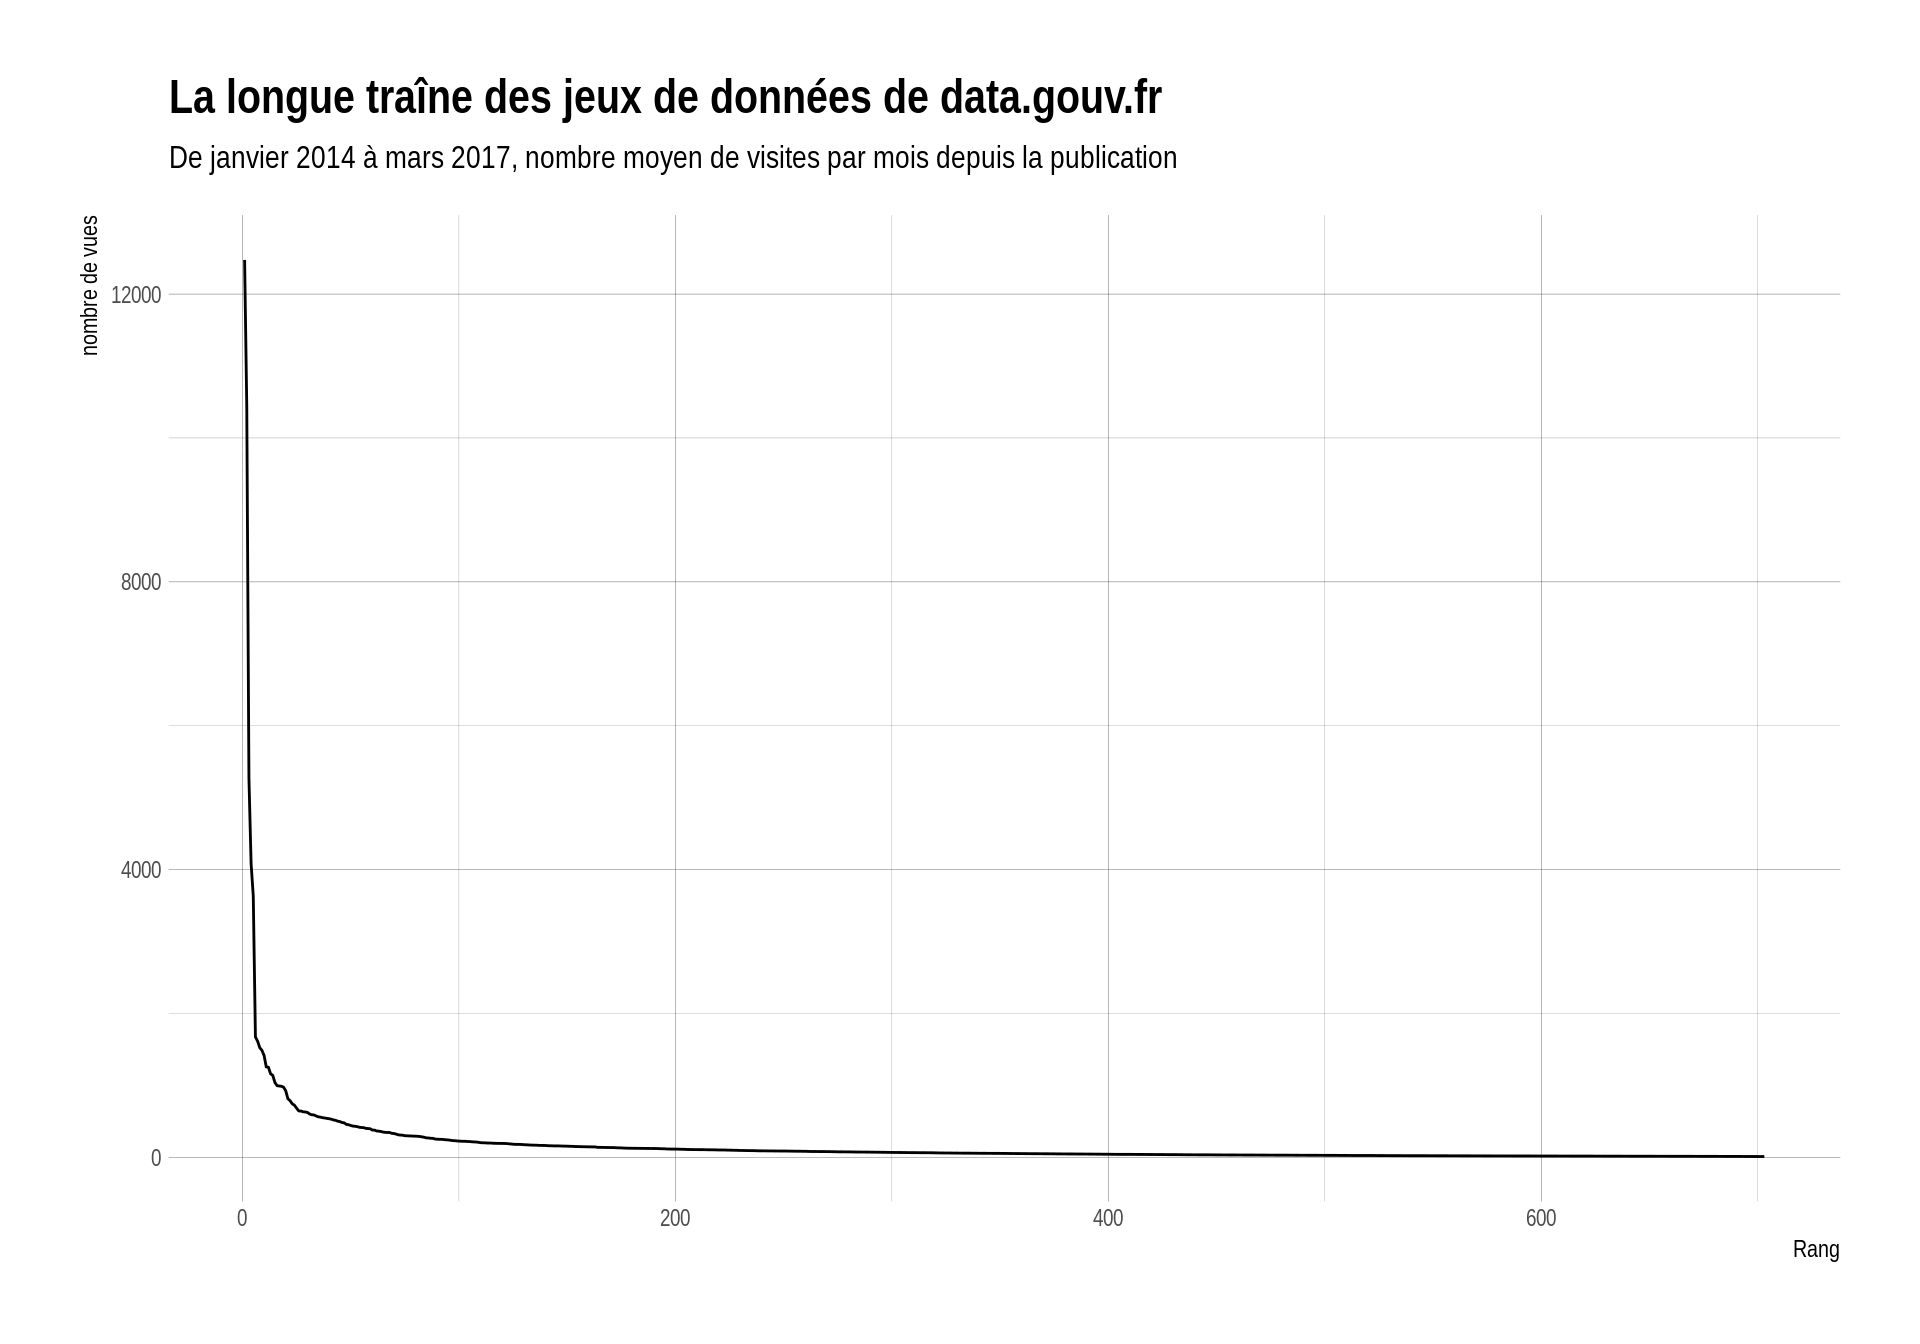 La longue traîne des jeux de données de data.gouv.fr
De janvier 2014 à mars 2017, nombre moyen de visites par mois depuis la publication
nombre de vues
12000
8000
4000
0
0
200
400
600
Rang